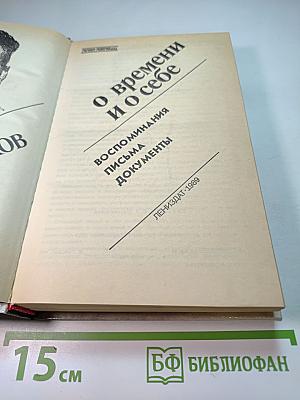 ОВ
О ВРЕМЕНИ
И О СЕБЕ
ВОСПОМИНАНИЯ
ПИСЬМА
ДОКУМЕНТЫ
ЛЕНИЗДАТ·1989
15 см
БФ БИБЛИОФАН